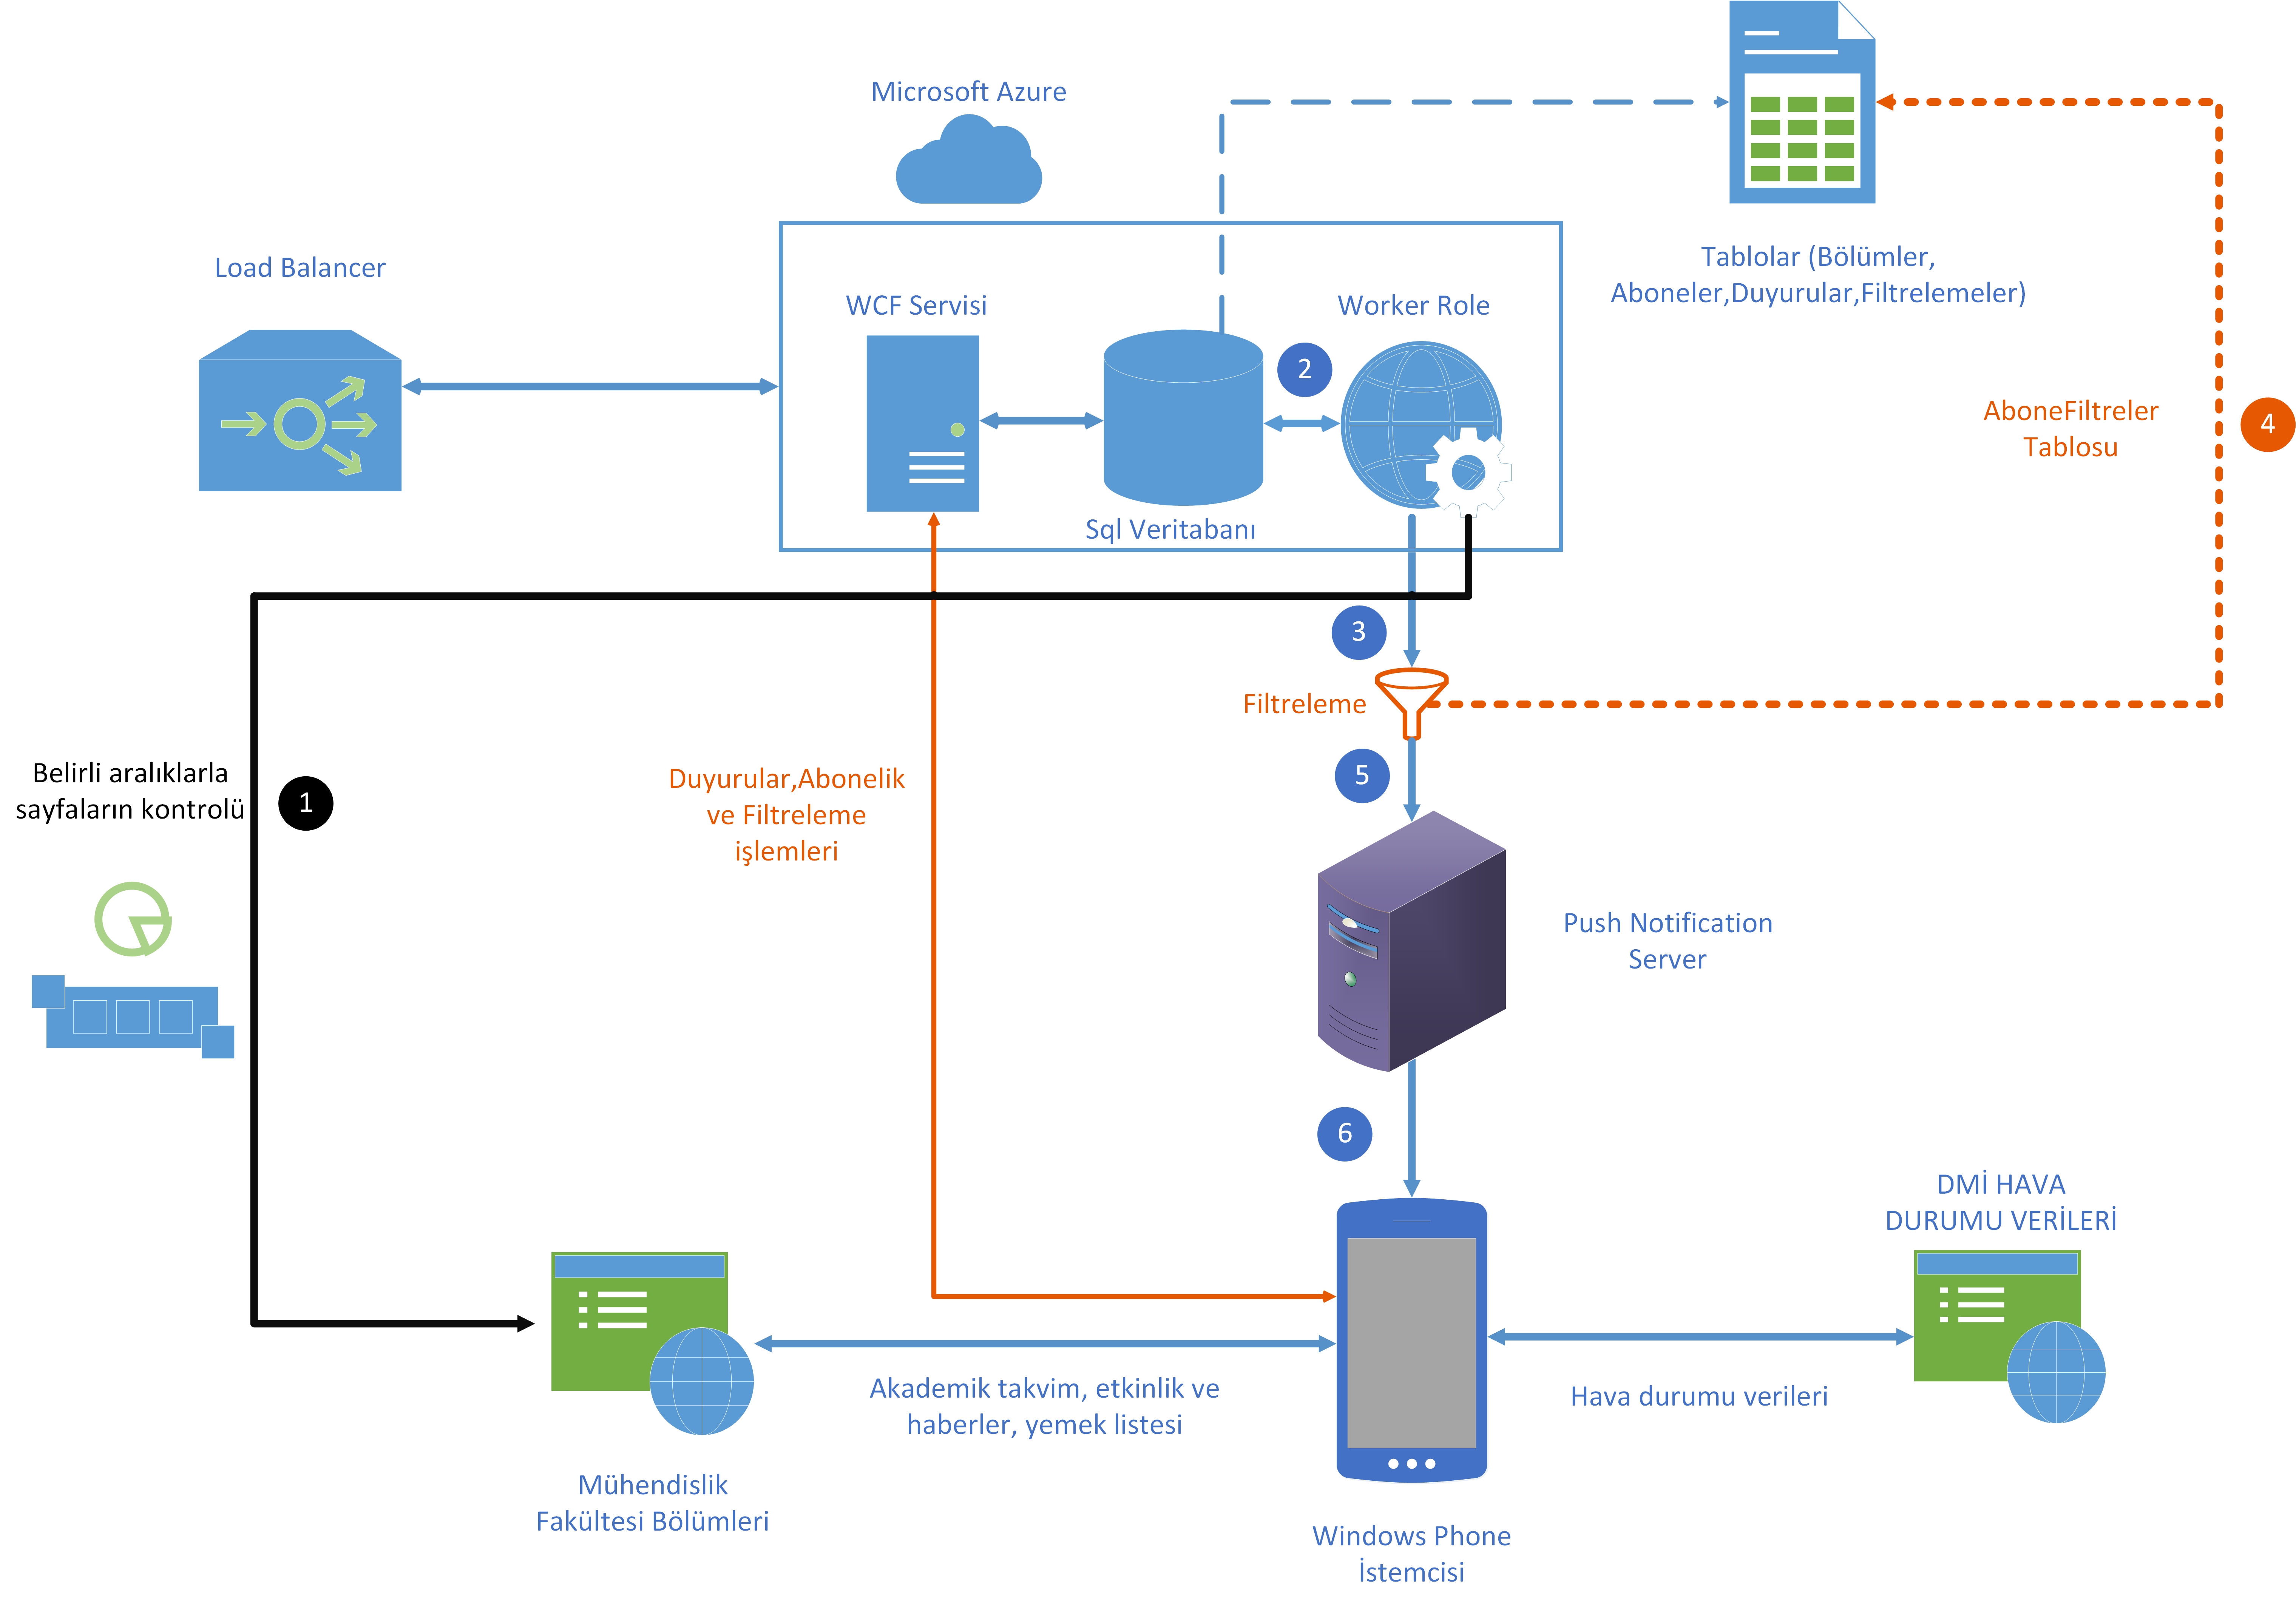 Microsoft Azure
Load Balancer
Tablolar (Bölümler,
Aboneler,Duyurular,Filtrelemeler)
WCF Servisi
Worker Role
2
Sql Veritabanı
AboneFiltreler
Tablosu
4
3
Filtreleme
5
Belirli aralıklarla
sayfaların kontrolü
1
Duyurular,Abonelik
ve Filtreleme
işlemleri
Push Notification
Server
6
DMİ HAVA
DURUMU VERİLERİ
Akademik takvim, etkinlik ve
haberler, yemek listesi
Hava durumu verileri
Mühendislik
Fakültesi Bölümleri
Windows Phone
İstemcisi